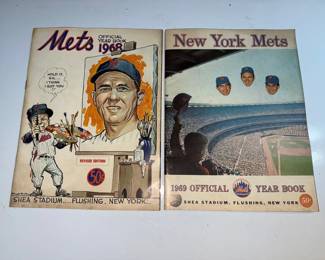 Mets
OFFICIAL
YEAR BOOK
1968
HOLD IT
GIL...
I THINK
I GOT YOU
!!
REVISED EDITION
50¢
SHEA STADIUM... FLUSHING, NEW YORK...
New York Mets
1969 OFFICIAL YEAR BOOK
Mets
SHEA STADIUM, FLUSHING, NEW YORK
50¢